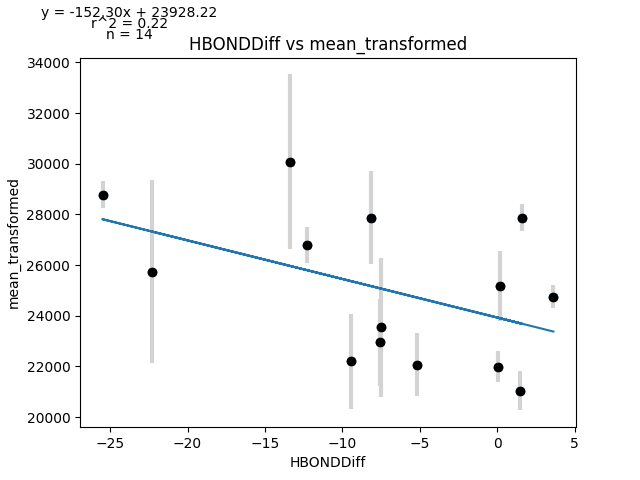 y = -152.30x + 23928.22
r^2 = 0.22
n = 14
HBONDDiff vs mean_transformed
34000
32000
30000
28000
26000
24000
22000
20000
mean_transformed
−25
−20
−15
−10
−5
0
5
HBONDDiff